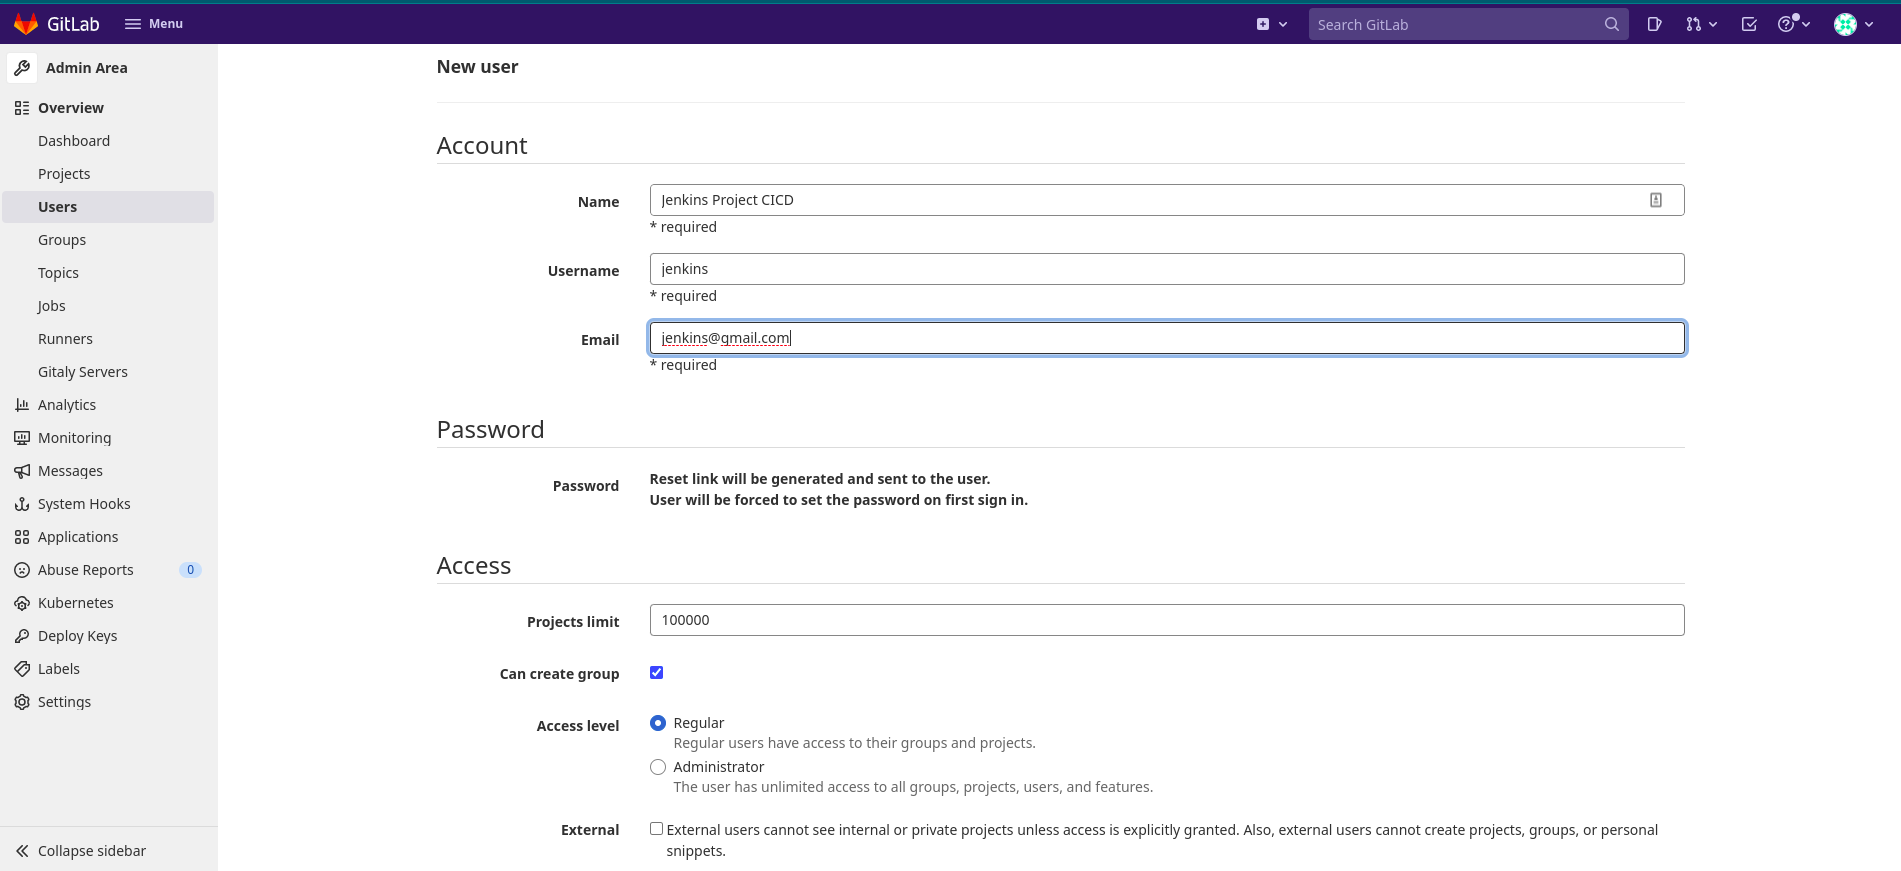 GitLab
Menu
Search GitLab
Admin Area
Overview
Dashboard
Projects
Users
Groups
Topics
Jobs
Runners
Gitaly Servers
Analytics
Monitoring
Messages
System Hooks
Applications
Abuse Reports 0
Kubernetes
Deploy Keys
Labels
Settings
Collapse sidebar
New user
Account
Name Jenkins Project CICD
* required
Username jenkins
* required
Email jenkins@gmail.com
* required
Password
Password Reset link will be generated and sent to the user.
User will be forced to set the password on first sign in.
Access
Projects limit 100000
Can create group
Access level Regular
Regular users have access to their groups and projects.
Administrator
The user has unlimited access to all groups, projects, users, and features.
External External users cannot see internal or private projects unless access is explicitly granted. Also, external users cannot create projects, groups, or personal
snippets.